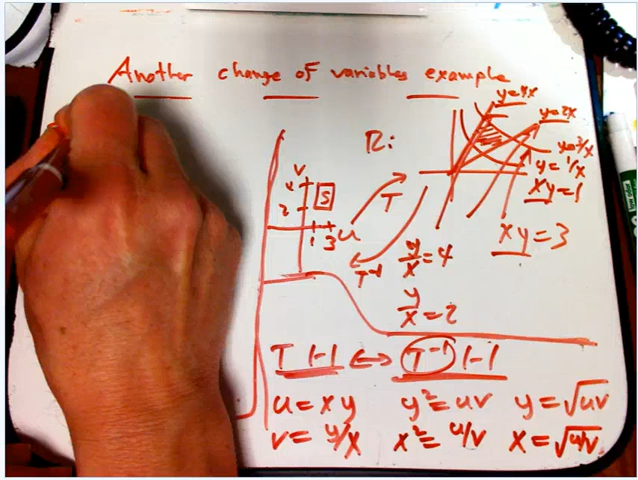 Another change of variables example
R:
y=4x
y=2x
y=3/x
y=1/x
xy=1
xy=3
v
4
2
S
1 3 u
T
T⁻¹
y/x=4
y/x=2
T 1-1 ↔ T⁻¹ 1-1
u=xy y²=uv y=√uv
v=y/x x²=u/v x=√u/v